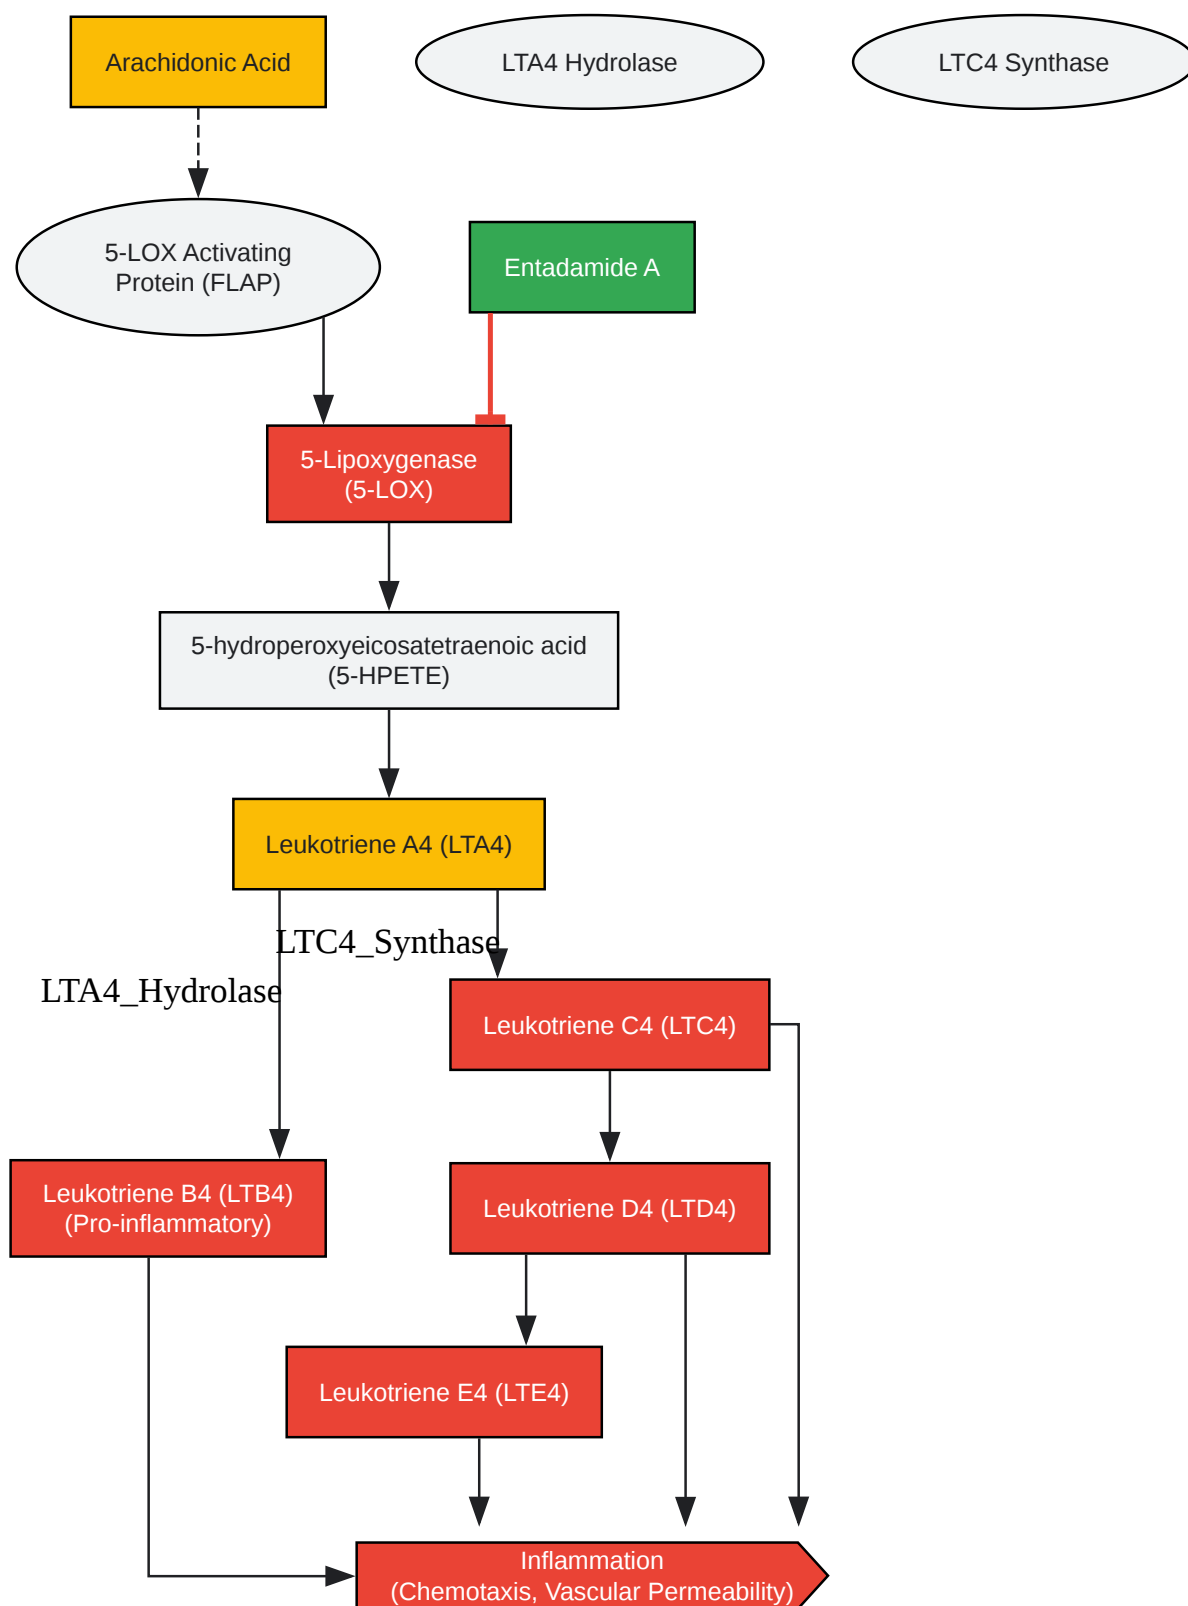 Arachidonic Acid
LTA4 Hydrolase
LTC4 Synthase
5-LOX Activating
Protein (FLAP)
Entadamide A
5-Lipoxygenase
(5-LOX)
5-hydroperoxyeicosatetraenoic acid
(5-HPETE)
Leukotriene A4 (LTA4)
LTC4_Synthase
LTA4_Hydrolase
Leukotriene C4 (LTC4)
Leukotriene B4 (LTB4)
(Pro-inflammatory)
Leukotriene D4 (LTD4)
Leukotriene E4 (LTE4)
Inflammation
(Chemotaxis, Vascular Permeability)